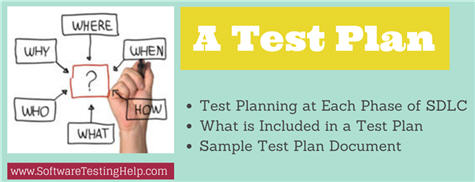 A Test Plan
WHERE
WHY
WHEN
?
WHO
HOW
WHAT
• Test Planning at Each Phase of SDLC
• What is Included in a Test Plan
• Sample Test Plan Document
www.SoftwareTestingHelp.com